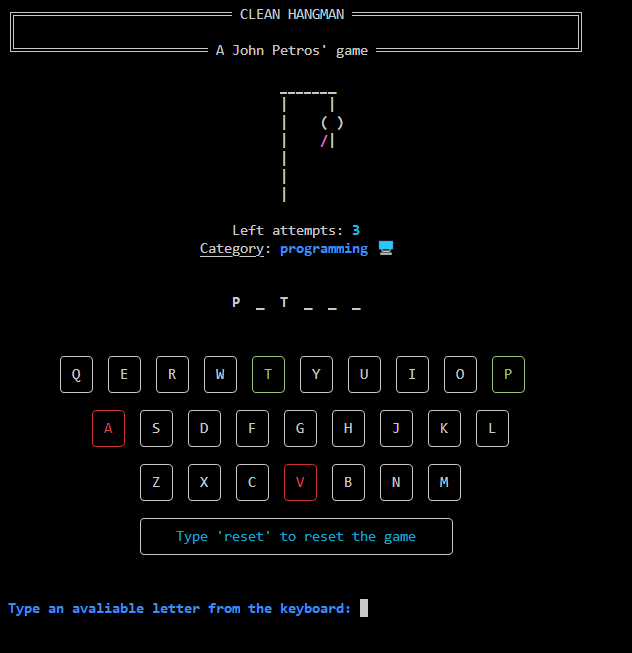 CLEAN HANGMAN
A John Petros' game
_______
|     |
|    ( )
|    /|
|
|
|
Left attempts: 3
Category: programming
P _ T _ _ _
Q E R W T Y U I O P
A S D F G H J K L
Z X C V B N M
Type 'reset' to reset the game
Type an avaliable letter from the keyboard: